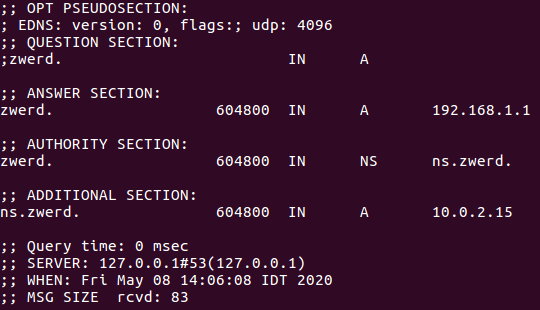 ;; OPT PSEUDOSECTION:
; EDNS: version: 0, flags:; udp: 4096
;; QUESTION SECTION:
;zwerd. IN A
;; ANSWER SECTION:
zwerd. 604800 IN A 192.168.1.1
;; AUTHORITY SECTION:
zwerd. 604800 IN NS ns.zwerd.
;; ADDITIONAL SECTION:
ns.zwerd. 604800 IN A 10.0.2.15
;; Query time: 0 msec
;; SERVER: 127.0.0.1#53(127.0.0.1)
;; WHEN: Fri May 08 14:06:08 IDT 2020
;; MSG SIZE rcvd: 83